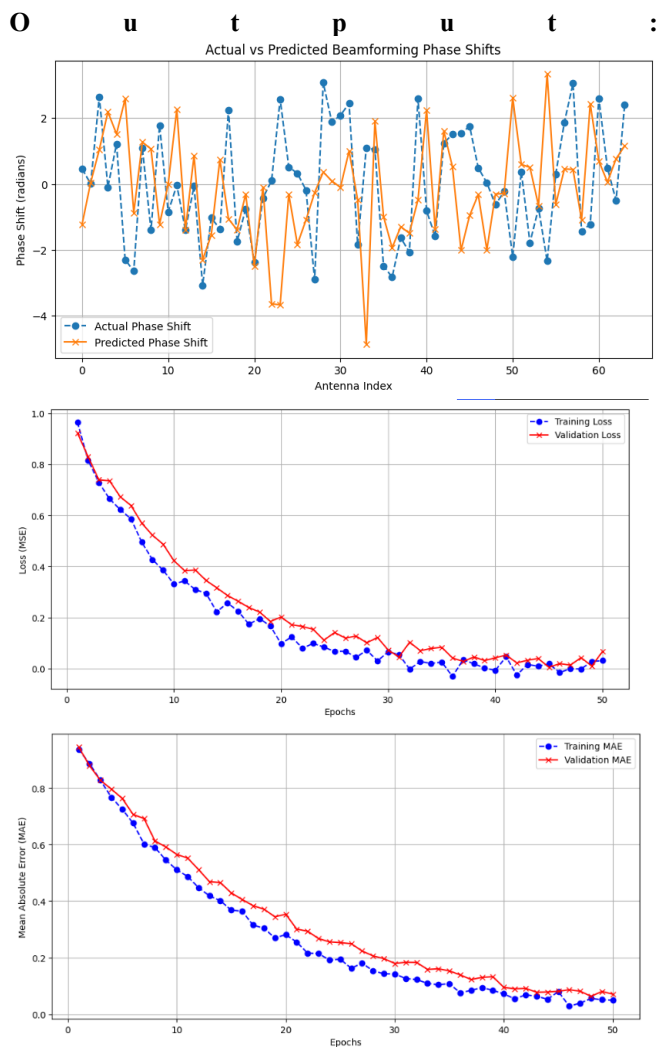 Output:
Actual vs Predicted Beamforming Phase Shifts
Phase Shift (radians)
2
0
−2
−4
Actual Phase Shift
Predicted Phase Shift
0 10 20 30 40 50 60
Antenna Index
1.0
0.8
0.6
0.4
0.2
0.0
Loss (MSE)
Training Loss
Validation Loss
0 10 20 30 40 50
Epochs
0.8
0.6
0.4
0.2
0.0
Mean Absolute Error (MAE)
Training MAE
Validation MAE
0 10 20 30 40 50
Epochs